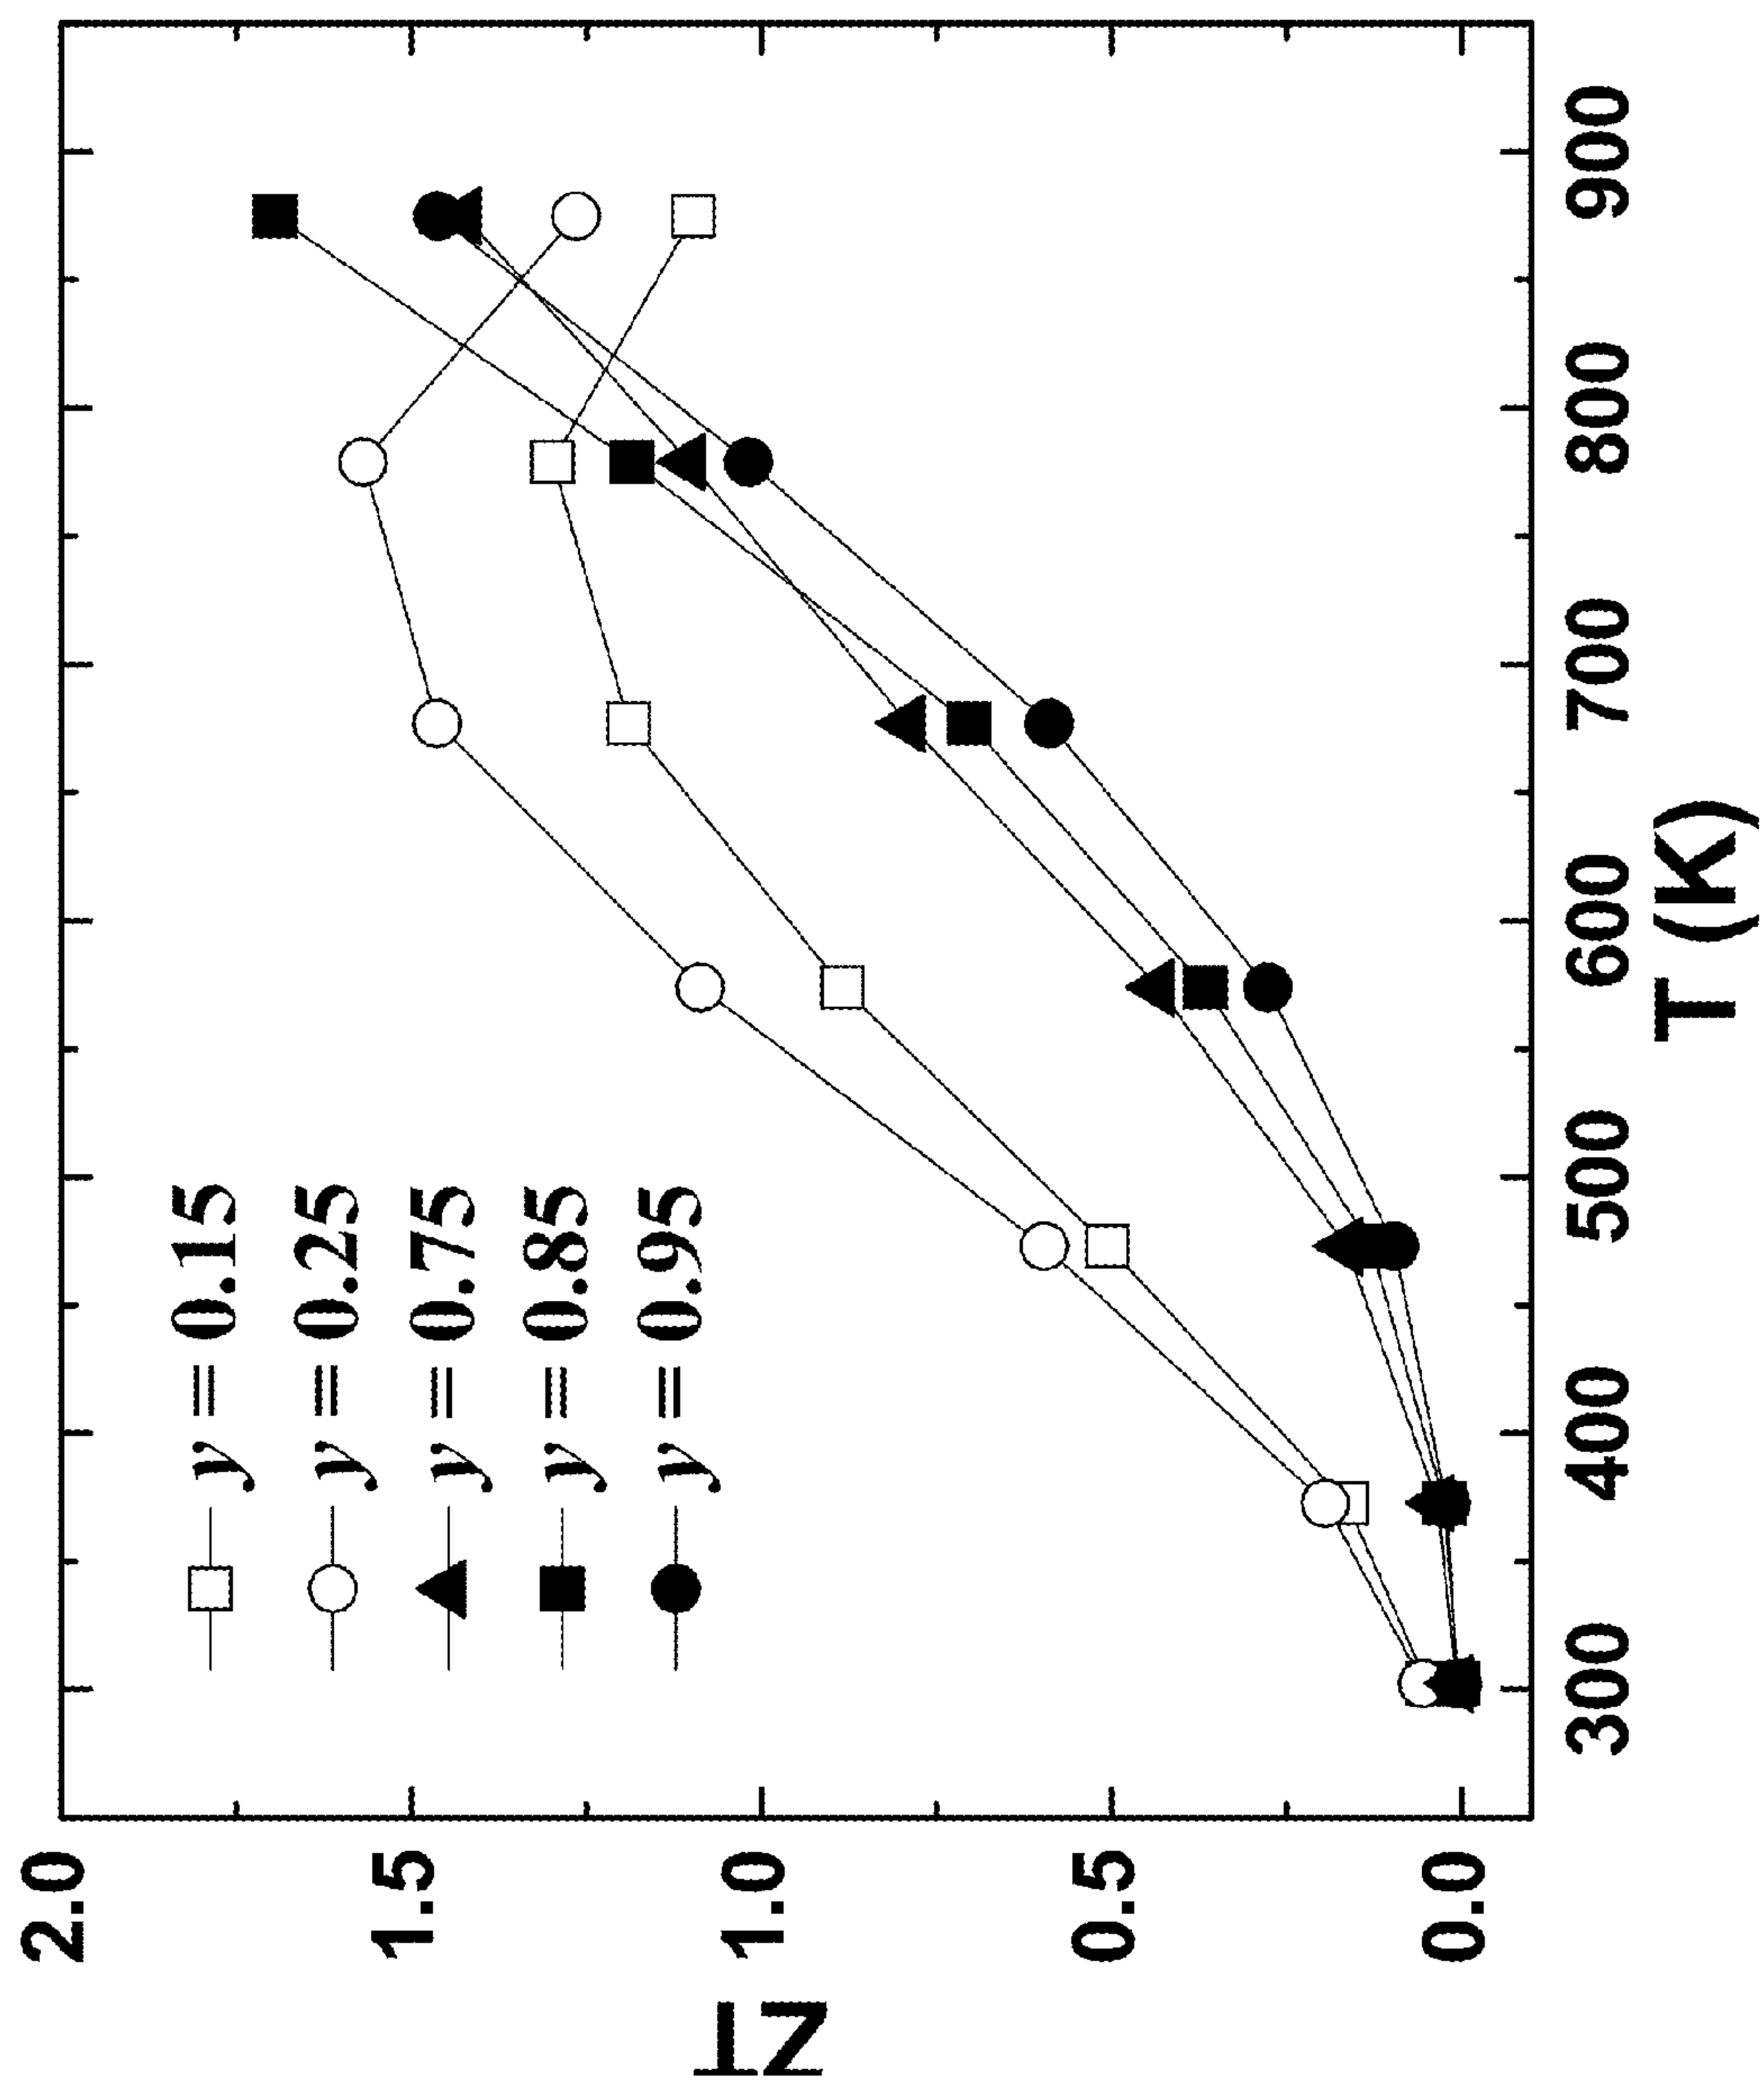 2.0
1.5
1.0
0.5
0.0
ZT
y = 0.15
y = 0.25
y = 0.75
y = 0.85
y = 0.95
300 400 500 600 700 800 900
T (K)